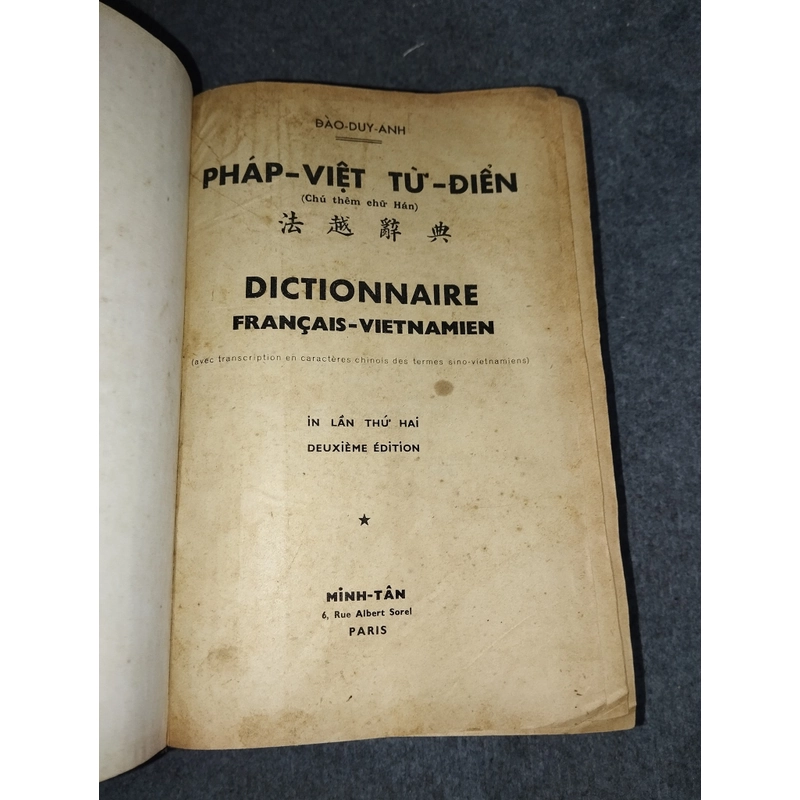 ĐÀO-DUY-ANH
PHÁP-VIỆT TỪ-ĐIỂN
(Chú thêm chữ Hán)
法越辭典
DICTIONNAIRE
FRANÇAIS-VIETNAMIEN
(avec transcription en caractères chinois des termes sino-vietnamiens)
iN LẦN THỨ HAi
DEUXIÈME ÉDITION
★
MiNH-TÂN
6, Rue Albert Sorel
PARIS